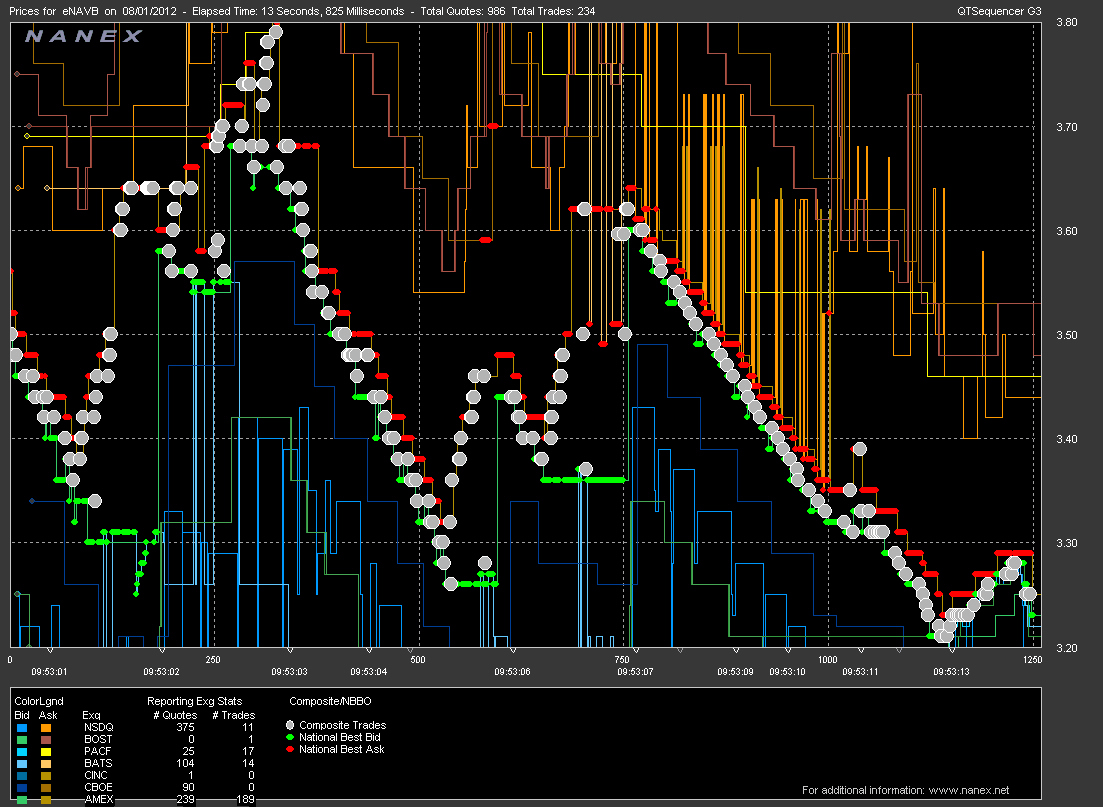 Prices for eNAVB on 08/01/2012 - Elapsed Time: 13 Seconds, 825 Milliseconds - Total Quotes: 986 Total Trades: 234 QTSequencer G3
NANEX
3.80
3.70
3.60
3.50
3.40
3.30
3.20
0 250 500 750 1000 1250
09:53:01 09:53:02 09:53:03 09:53:04 09:53:06 09:53:07 09:53:09 09:53:10 09:53:11 09:53:13
ColorLgnd Reporting Exg Stats Composite/NBBO
Bid Ask Exg # Quotes # Trades
NSDQ 375 11
BOST 0 1
PACF 25 17
BATS 104 14
CINC 1 0
CBOE 90 0
AMEX 239 189
Composite Trades
National Best Bid
National Best Ask
For additional information: www.nanex.net